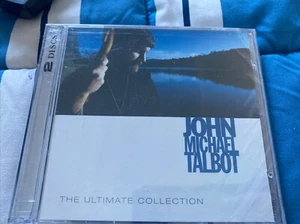 2 DISCS
JOHN
MICHAEL
TALBOT
THE ULTIMATE COLLECTION